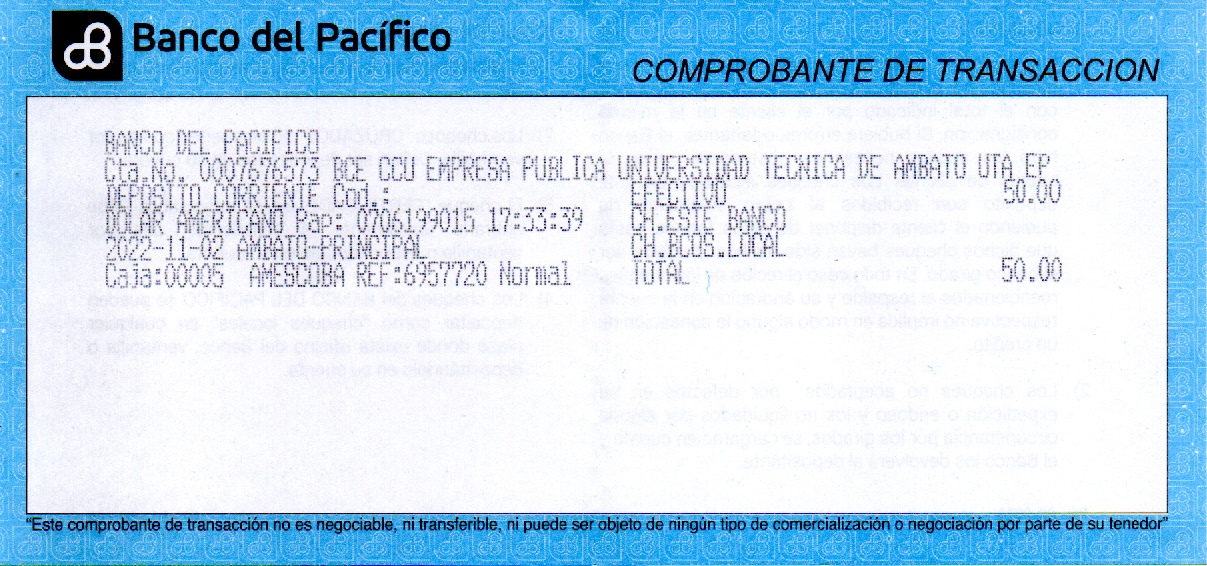 Banco del Pacífico
COMPROBANTE DE TRANSACCION
BANCO DEL PACIFICO
Cta.No. 0007676573 BCE CCU EMPRESA PUBLICA UNIVERSIDAD TECNICA DE AMBATO UTA EP
DEPOSITO CORRIENTE Cod.: EFECTIVO 50.00
DOLAR AMERICANO Pap: 0706199015 17:33:39 CH.ESTE BANCO
2022-11-02 AMBATO-PRINCIPAL CH.BCOS.LOCAL
Caja:00005 AMESCOBA REF:6957720 Normal TOTAL 50.00
"Este comprobante de transacción no es negociable, ni transferible, ni puede ser objeto de ningún tipo de comercialización o negociación por parte de su tenedor"